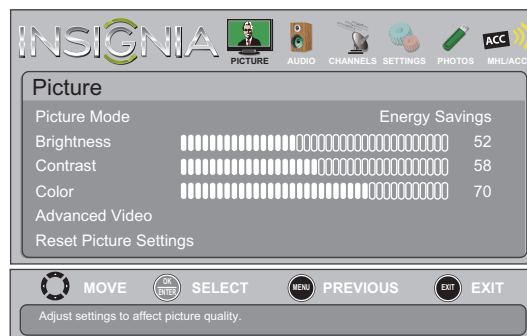 INSIGNIA
PICTURE AUDIO CHANNELS SETTINGS PHOTOS MHL/ACC
ACC
Picture
Picture Mode Energy Savings
Brightness 52
Contrast 58
Color 70
Advanced Video
Reset Picture Settings
OK ENTER MENU EXIT
MOVE SELECT PREVIOUS EXIT
Adjust settings to affect picture quality.